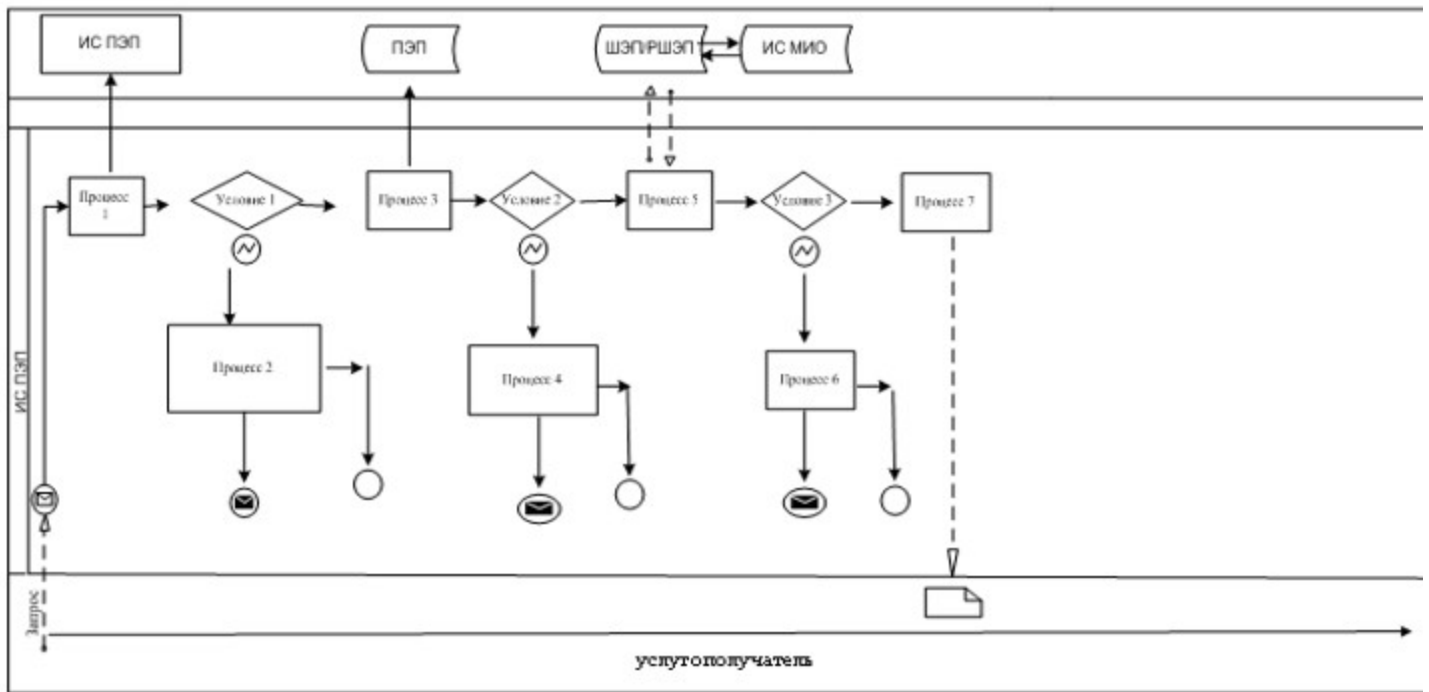 ИС ПЭП
ПЭП
ШЭП/РШЭП
ИС МИО
Процесс
1
Условие 1
Процесс 3
Условие 2
Процесс 5
Условие 3
Процесс 7
Процесс 2
Процесс 4
Процесс 6
ИС ПЭП
Запрос
услугополучатель